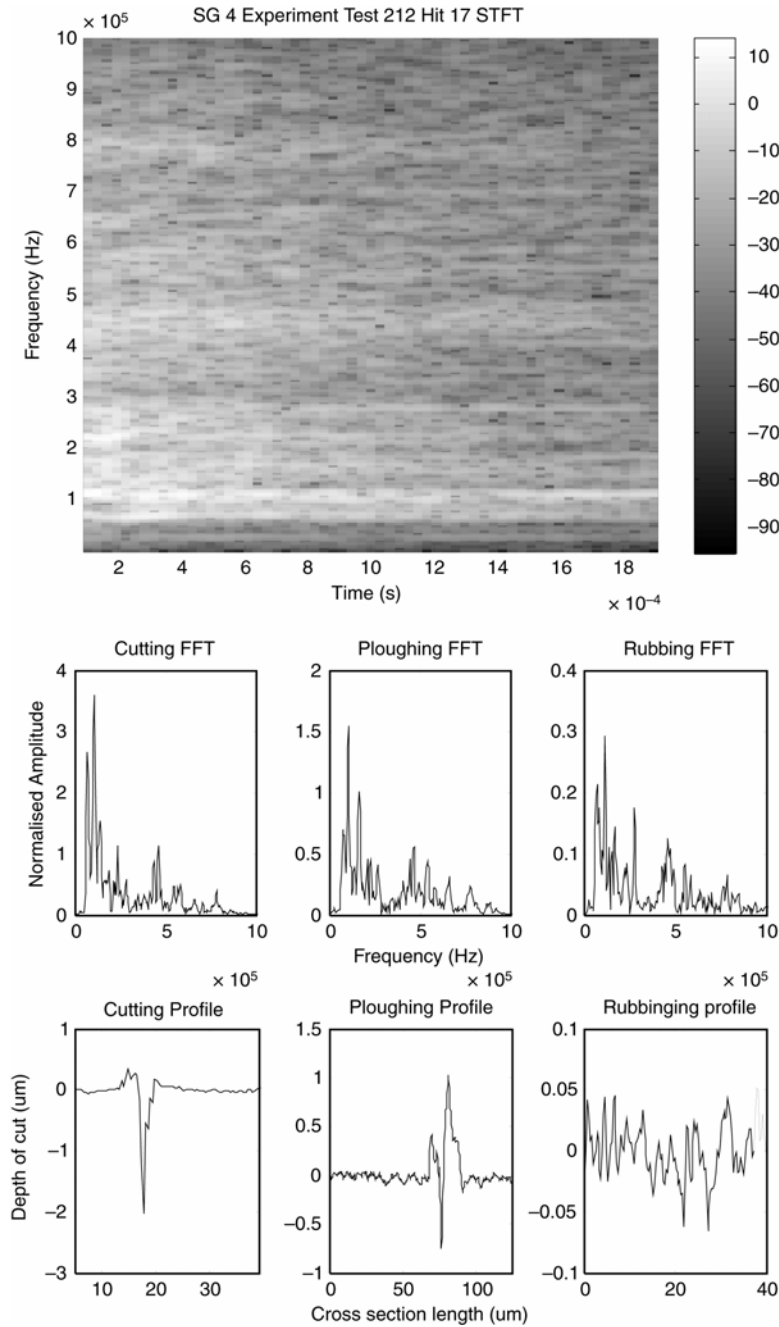 SG 4 Experiment Test 212 Hit 17 STFT
× 10⁵
10
9
8
7
6
5
4
3
2
1
Frequency (Hz)
2 4 6 8 10 12 14 16 18
Time (s)
× 10⁻⁴
10
0
−10
−20
−30
−40
−50
−60
−70
−80
−90
Cutting FFT
Ploughing FFT
Rubbing FFT
Normalised Amplitude
4
3
2
1
0
0 5 10
2
1.5
1
0.5
0
0 5 10
0.4
0.3
0.2
0.1
0
0 5 10
Frequency (Hz)
× 10⁵
× 10⁵
× 10⁵
Cutting Profile
Ploughing Profile
Rubbinging profile
Depth of cut (um)
1
0
−1
−2
−3
10 20 30
1.5
1
0.5
0
−0.5
−1
0 50 100
0.1
0.05
0
−0.05
−0.1
0 20 40
Cross section length (um)